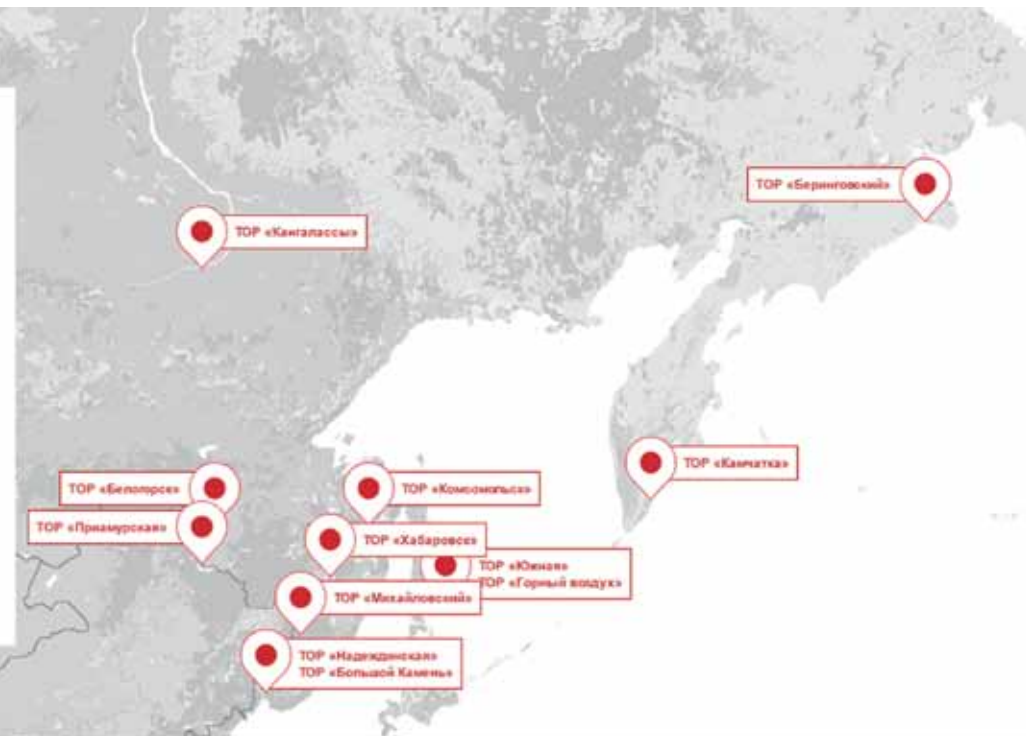 ТОР «Беринговский»
ТОР «Кангалассы»
ТОР «Камчатка»
ТОР «Белогорск»
ТОР «Комсомольск»
ТОР «Приамурская»
ТОР «Хабаровск»
ТОР «Южная»
ТОР «Горный воздух»
ТОР «Михайловский»
ТОР «Надеждинская»
ТОР «Большой Камень»